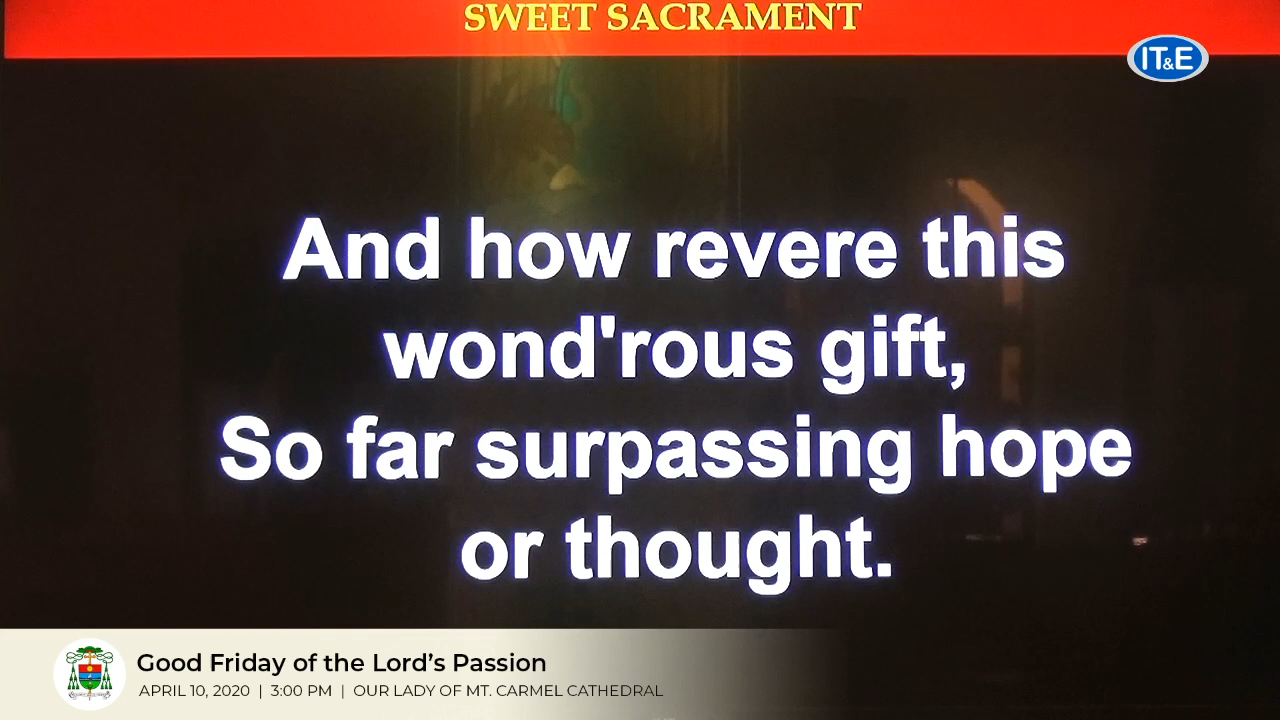 SWEET SACRAMENT
IT&E
And how revere this
wond'rous gift,
So far surpassing hope
or thought.
Good Friday of the Lord's Passion
APRIL 10, 2020 | 3:00 PM | OUR LADY OF MT. CARMEL CATHEDRAL